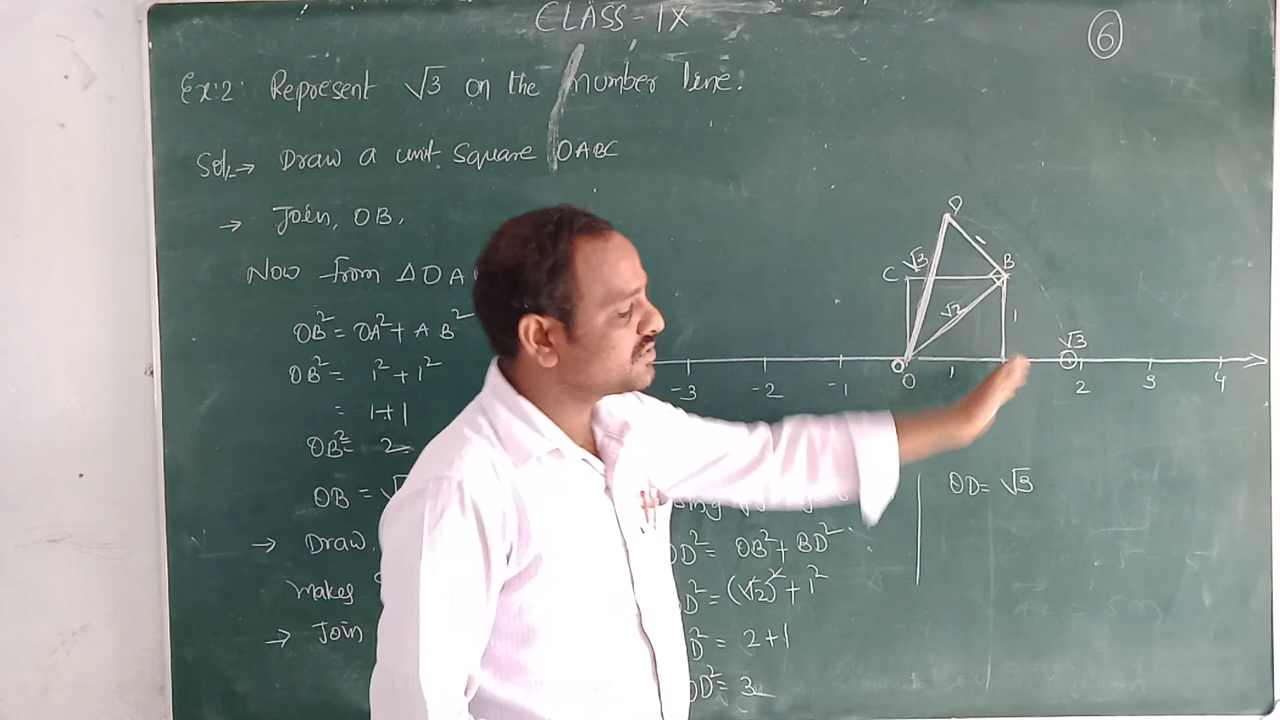 CLASS - IX
6
Ex:2: Represent √3 on the number line.
Sol:→ Draw a unit square OABC
→ Join, OB,
Now from △OA
OB² = OA² + AB²
OB² = 1² + 1²
= 1+1
OB² = 2
OB = √
→ Draw
makes
→ Join
OD² = OB² + BD²
D² = (√2)² + 1²
D² = 2+1
OD² = 3
OD = √3
D
√3
C
B
√2
1
√3
-3 -2 -1 0 1 2 3 4